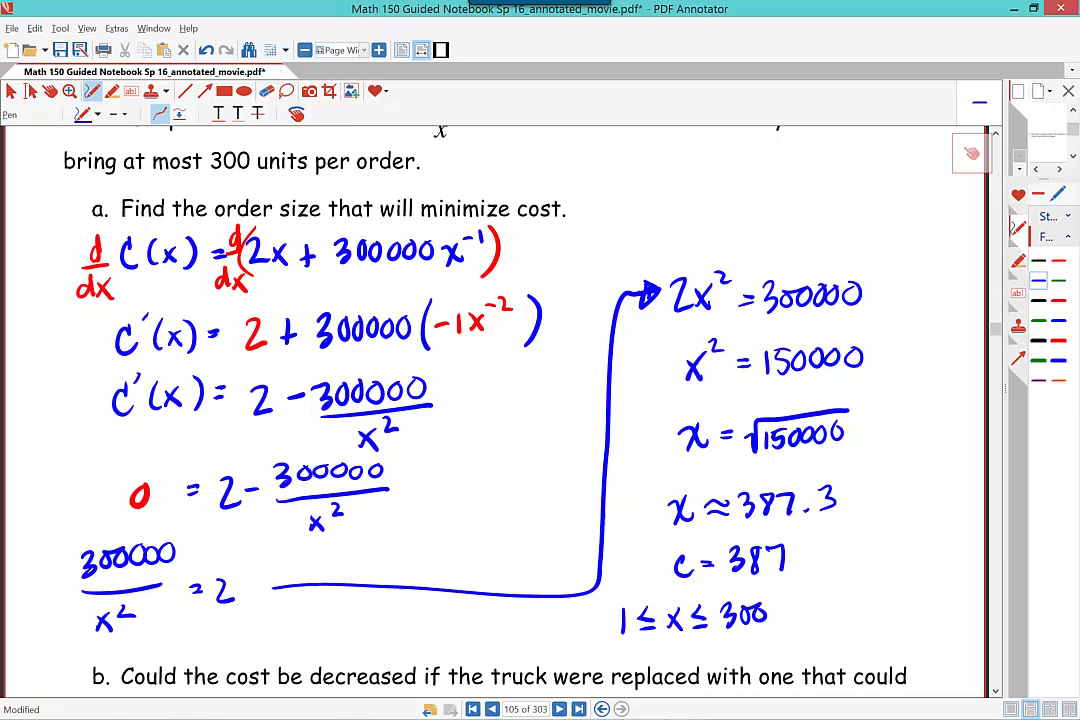 Math 150 Guided Notebook Sp 16_annotated_movie.pdf* - PDF Annotator
File Edit Tool View Extras Window Help
Page Wi
Math 150 Guided Notebook Sp 16_annotated_movie.pdf*
Pen
x
bring at most 300 units per order.
a. Find the order size that will minimize cost.
d/dx C(x) = d/dx (2x + 300000x⁻¹)
C'(x) = 2 + 300000(-1x⁻²)
C'(x) = 2 - 300000/x²
0 = 2 - 300000/x²
300000/x² = 2
2x² = 300000
x² = 150000
x = √150000
x ≈ 387.3
c = 387
1 ≤ x ≤ 300
b. Could the cost be decreased if the truck were replaced with one that could
St...
F...
Modified
105 of 303